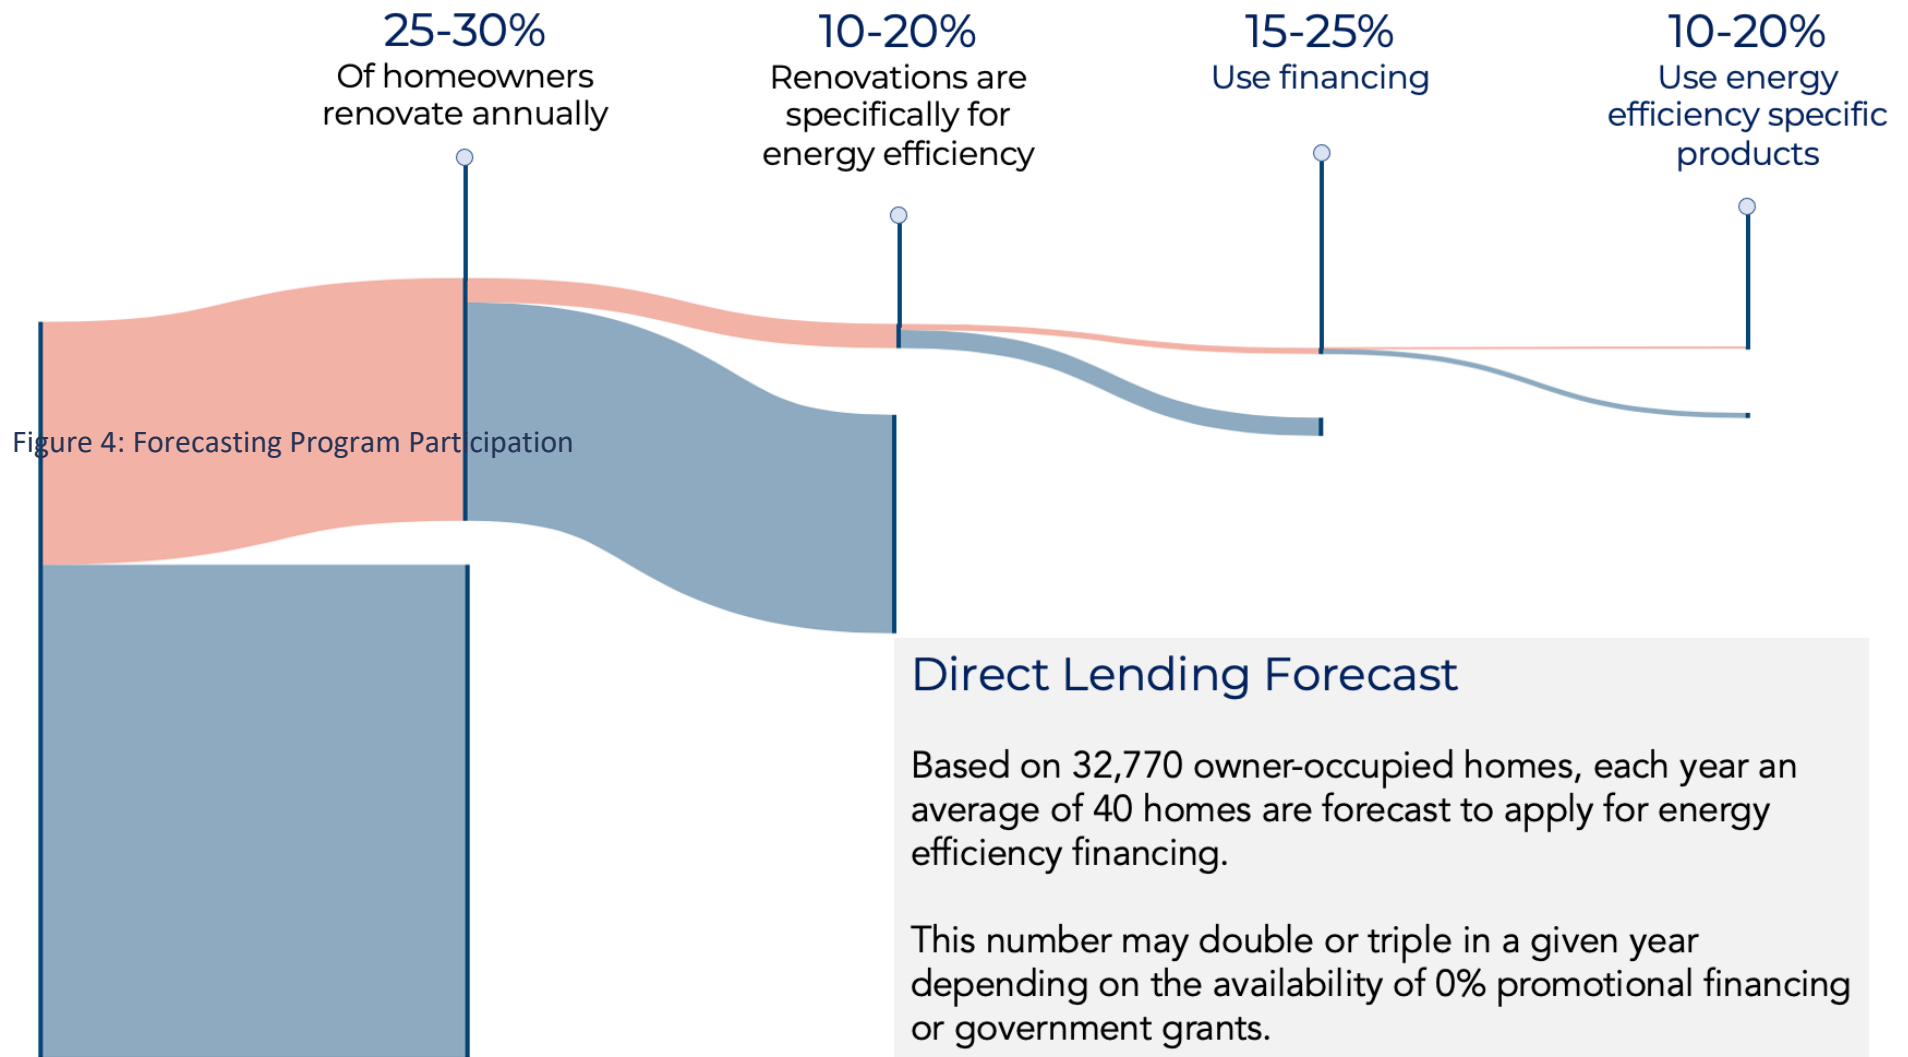 25-30%
Of homeowners
renovate annually
10-20%
Renovations are
specifically for
energy efficiency
15-25%
Use financing
10-20%
Use energy
efficiency specific
products
Figure 4: Forecasting Program Participation
Direct Lending Forecast
Based on 32,770 owner-occupied homes, each year an
average of 40 homes are forecast to apply for energy
efficiency financing.
This number may double or triple in a given year
depending on the availability of 0% promotional financing
or government grants.